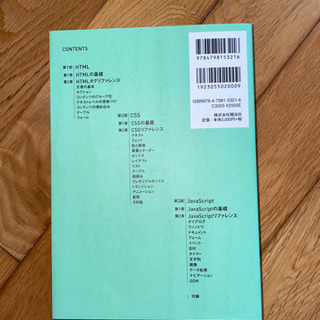 CONTENTS
第1部 HTML
第1章 HTMLの基礎
第2章 HTMLタグリファレンス
文書の基本
セクション
コンテンツのグループ化
テキストレベルの意味づけ
コンテンツの埋め込み
テーブル
フォーム
第2部 CSS
第1章 CSSの基礎
第2章 CSSリファレンス
テキスト
フォント
色と背景
背景とボーダー
ボックス
レイアウト
リスト
テーブル
段組み
フレキシブルボックス
トランジション
アニメーション
変形
その他
第3部 JavaScript
第1章 JavaScriptの基礎
第2章 JavaScriptリファレンス
ダイアログ
ウィンドウ
ドキュメント
フォーム
イベント
日付
タイマー
文字列
画像
データ処理
ナビゲーション
DOM
付録
9784798153216
1923055020009
ISBN978-4-7981-5321-6
C3055 ¥2000E
定価：本体2,000円＋税
株式会社翔泳社